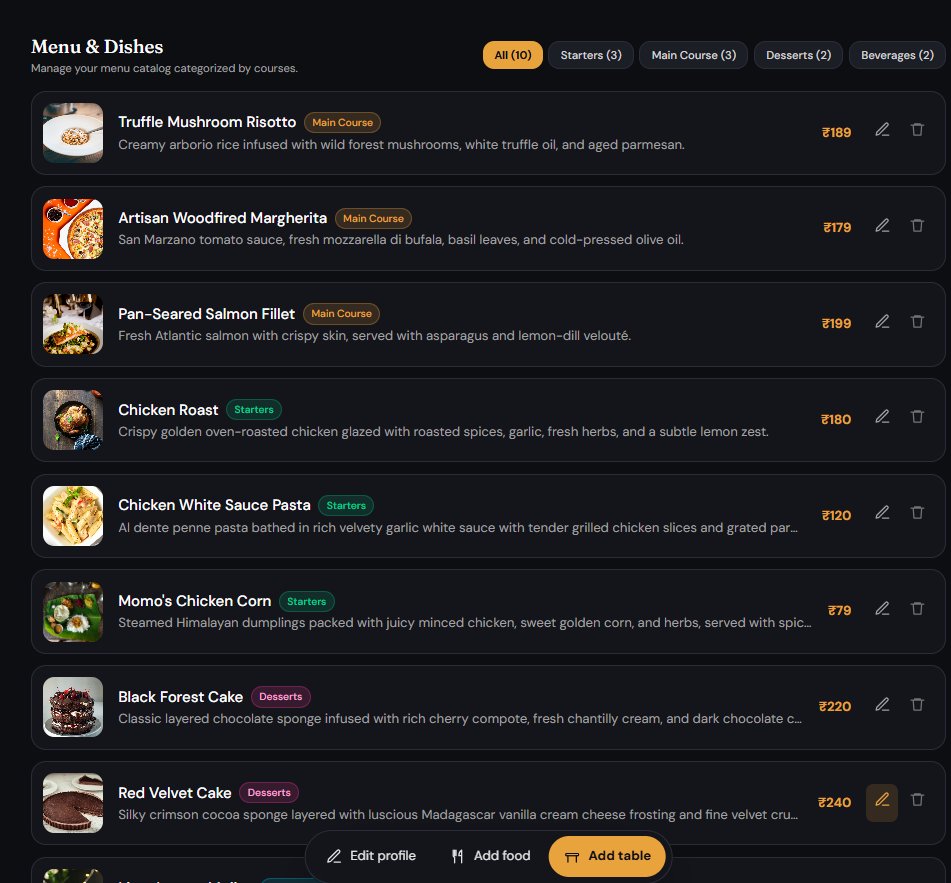 Menu & Dishes
Manage your menu catalog categorized by courses.
All (10) Starters (3) Main Course (3) Desserts (2) Beverages (2)
Truffle Mushroom Risotto Main Course
Creamy arborio rice infused with wild forest mushrooms, white truffle oil, and aged parmesan.
₹189
Artisan Woodfired Margherita Main Course
San Marzano tomato sauce, fresh mozzarella di bufala, basil leaves, and cold-pressed olive oil.
₹179
Pan-Seared Salmon Fillet Main Course
Fresh Atlantic salmon with crispy skin, served with asparagus and lemon-dill velouté.
₹199
Chicken Roast Starters
Crispy golden oven-roasted chicken glazed with roasted spices, garlic, fresh herbs, and a subtle lemon zest.
₹180
Chicken White Sauce Pasta Starters
Al dente penne pasta bathed in rich velvety garlic white sauce with tender grilled chicken slices and grated par...
₹120
Momo's Chicken Corn Starters
Steamed Himalayan dumplings packed with juicy minced chicken, sweet golden corn, and herbs, served with spic...
₹79
Black Forest Cake Desserts
Classic layered chocolate sponge infused with rich cherry compote, fresh chantilly cream, and dark chocolate c...
₹220
Red Velvet Cake Desserts
Silky crimson cocoa sponge layered with luscious Madagascar vanilla cream cheese frosting and fine velvet cru...
₹240
Edit profile Add food Add table